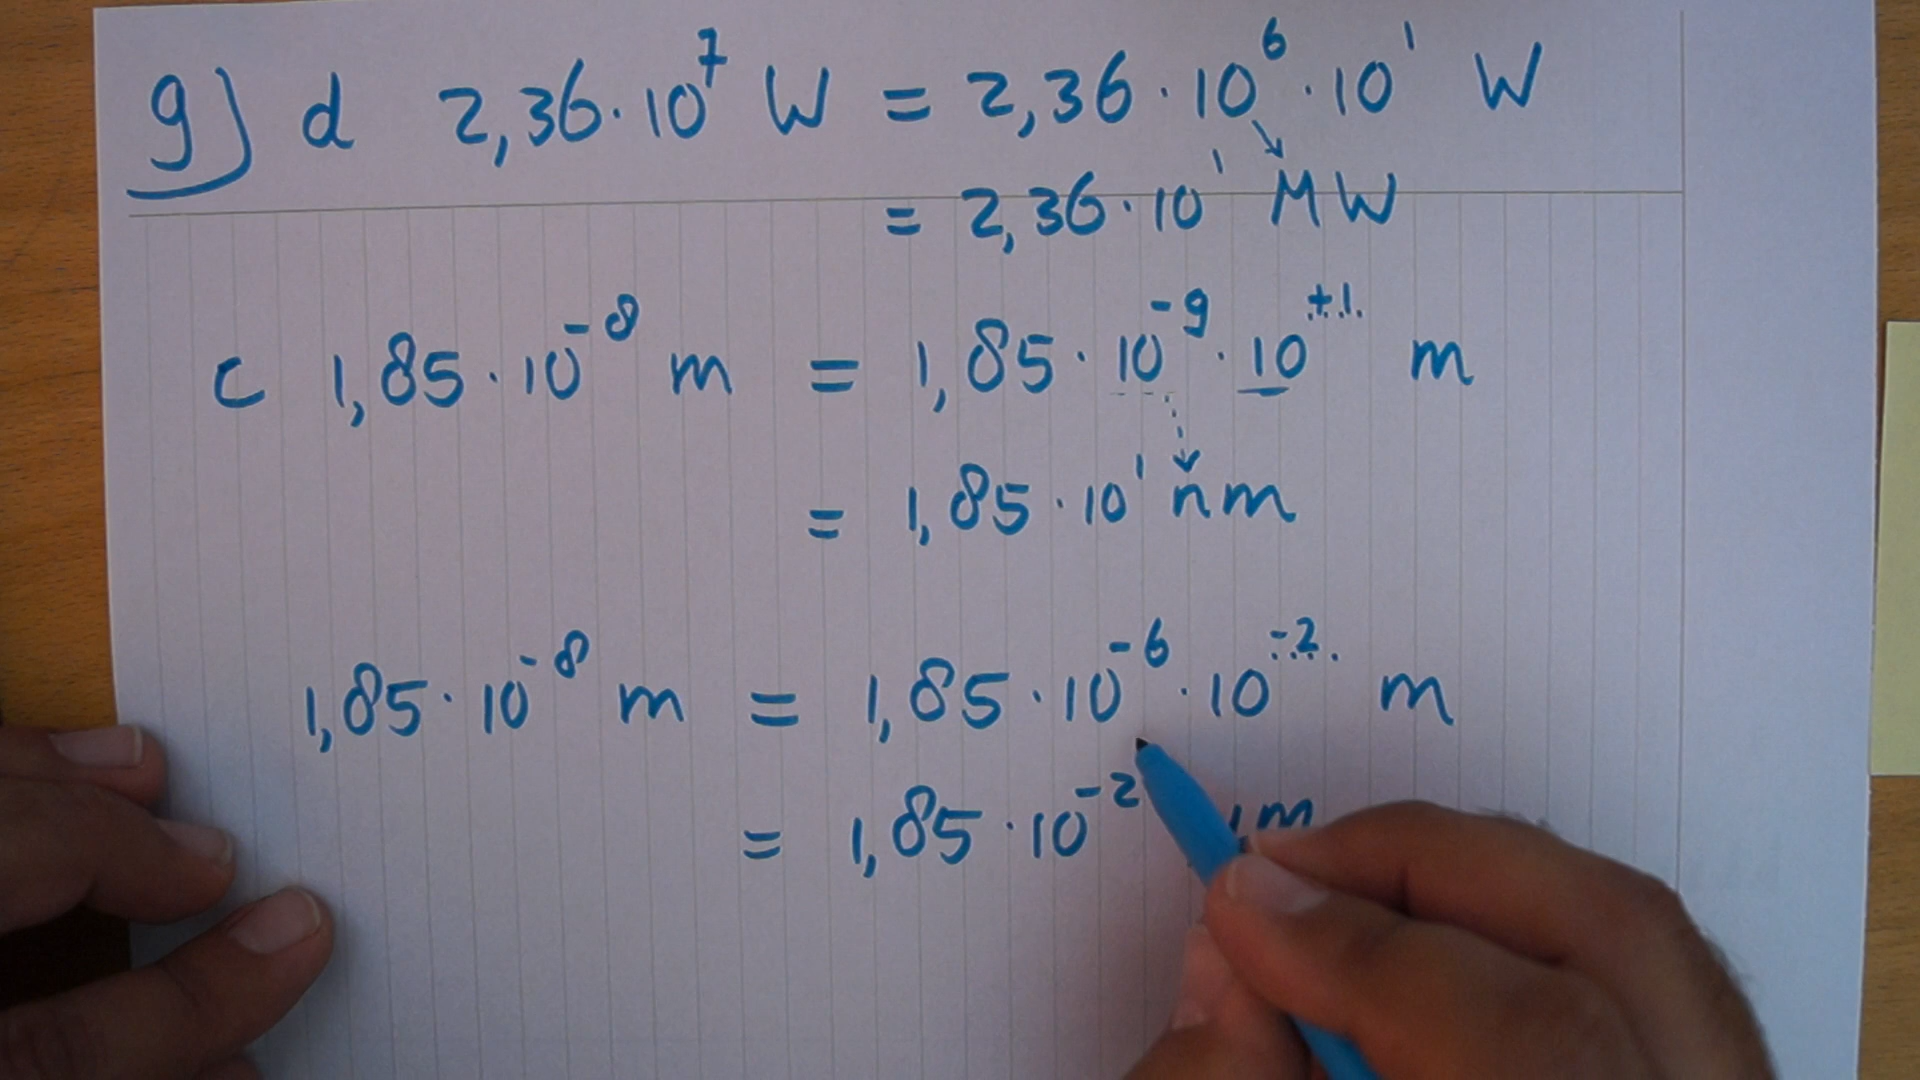 9) d 2,36·10⁷ W = 2,36·10⁶·10¹ W
= 2,36·10¹ MW
c 1,85·10⁻⁸ m = 1,85·10⁻⁹·10⁺¹ m
= 1,85·10¹ nm
1,85·10⁻⁸ m = 1,85·10⁻⁶·10⁻² m
= 1,85·10⁻² m